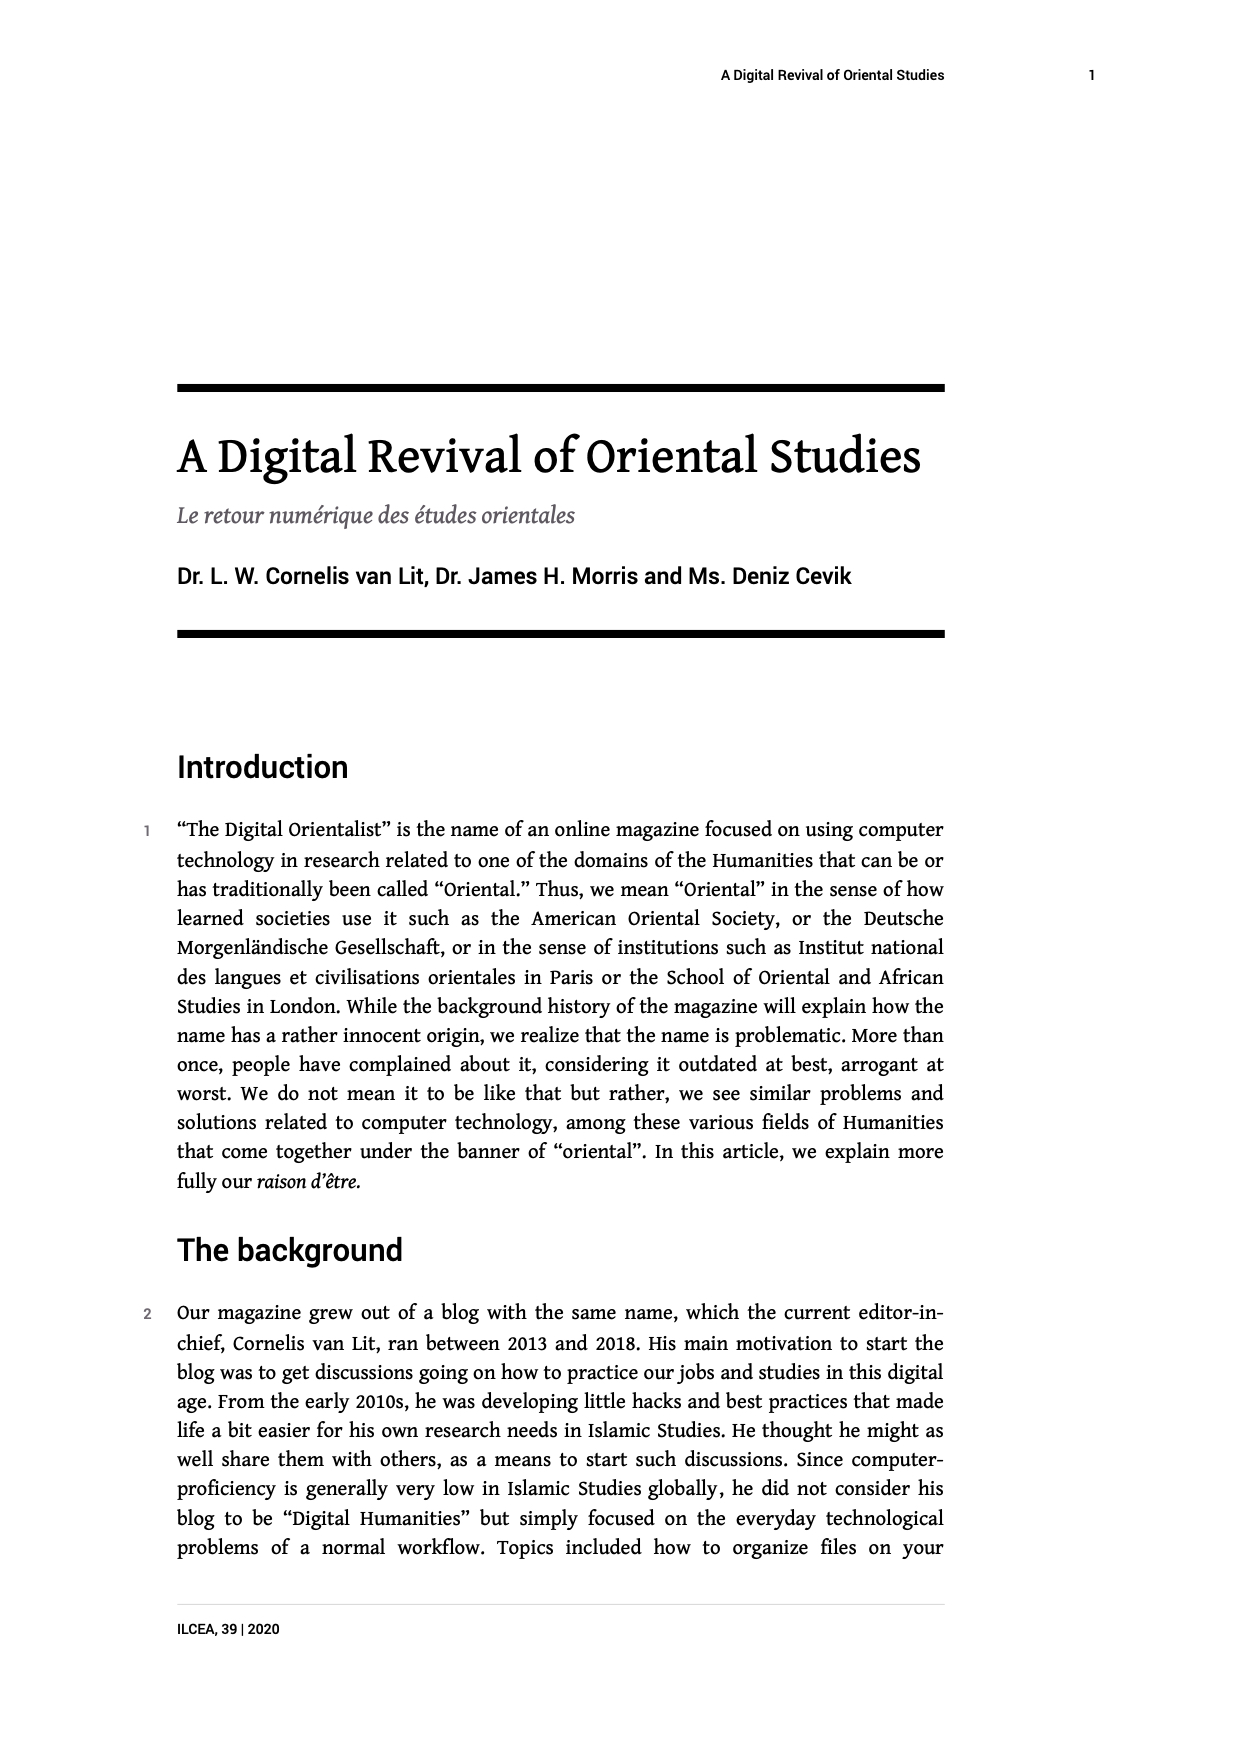 A Digital Revival of Oriental Studies 1
A Digital Revival of Oriental Studies
Le retour numérique des études orientales
Dr. L. W. Cornelis van Lit, Dr. James H. Morris and Ms. Deniz Cevik
Introduction
1 “The Digital Orientalist” is the name of an online magazine focused on using computer
technology in research related to one of the domains of the Humanities that can be or
has traditionally been called “Oriental.” Thus, we mean “Oriental” in the sense of how
learned societies use it such as the American Oriental Society, or the Deutsche
Morgenländische Gesellschaft, or in the sense of institutions such as Institut national
des langues et civilisations orientales in Paris or the School of Oriental and African
Studies in London. While the background history of the magazine will explain how the
name has a rather innocent origin, we realize that the name is problematic. More than
once, people have complained about it, considering it outdated at best, arrogant at
worst. We do not mean it to be like that but rather, we see similar problems and
solutions related to computer technology, among these various fields of Humanities
that come together under the banner of “oriental”. In this article, we explain more
fully our raison d’être.
The background
2 Our magazine grew out of a blog with the same name, which the current editor-in-
chief, Cornelis van Lit, ran between 2013 and 2018. His main motivation to start the
blog was to get discussions going on how to practice our jobs and studies in this digital
age. From the early 2010s, he was developing little hacks and best practices that made
life a bit easier for his own research needs in Islamic Studies. He thought he might as
well share them with others, as a means to start such discussions. Since computer-
proficiency is generally very low in Islamic Studies globally, he did not consider his
blog to be “Digital Humanities” but simply focused on the everyday technological
problems of a normal workflow. Topics included how to organize files on your
ILCEA, 39 | 2020